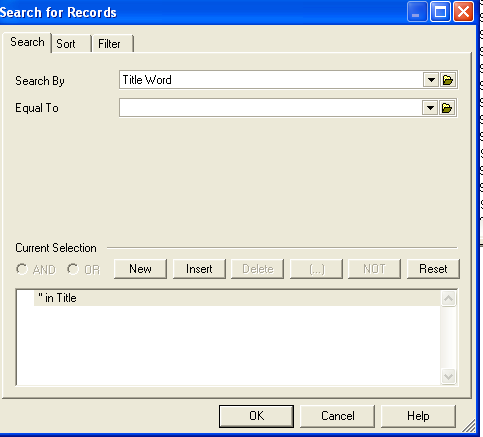 Search for Records
Search Sort Filter
Search By Title Word
Equal To
Current Selection
AND OR New Insert Delete (...) NOT Reset
'' in Title
OK Cancel Help